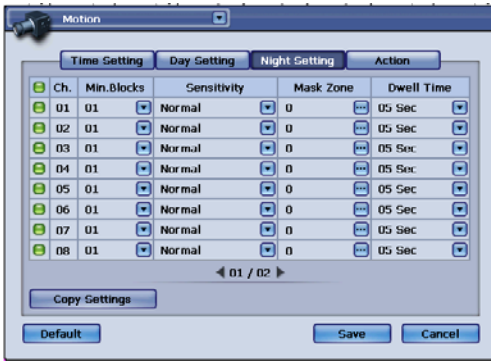 Motion
Time Setting Day Setting Night Setting Action
Ch. Min.Blocks Sensitivity Mask Zone Dwell Time
01 01 Normal 0 05 Sec
02 01 Normal 0 05 Sec
03 01 Normal 0 05 Sec
04 01 Normal 0 05 Sec
05 01 Normal 0 05 Sec
06 01 Normal 0 05 Sec
07 01 Normal 0 05 Sec
08 01 Normal 0 05 Sec
01 / 02
Copy Settings
Default Save Cancel